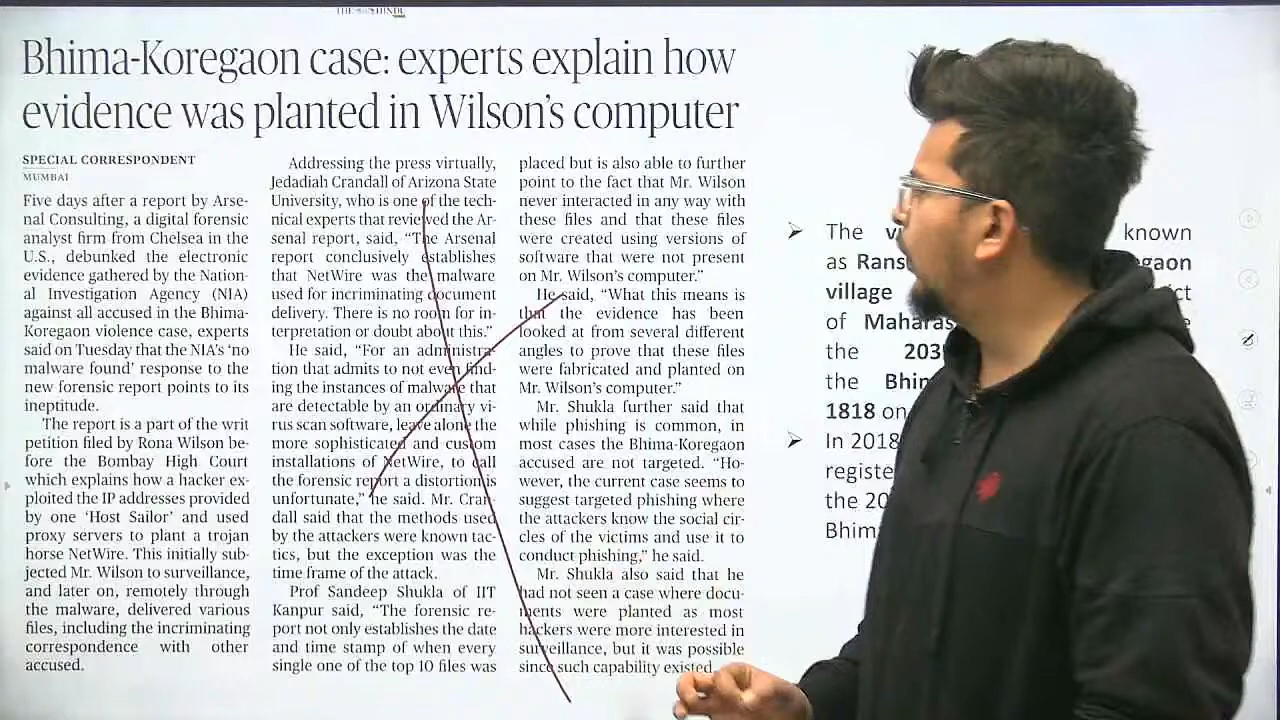 THE HINDU
Bhima-Koregaon case: experts explain how
evidence was planted in Wilson's computer
SPECIAL CORRESPONDENT
MUMBAI
Five days after a report by Arse-
nal Consulting, a digital forensic
analyst firm from Chelsea in the
U.S., debunked the electronic
evidence gathered by the Nation-
al Investigation Agency (NIA)
against all accused in the Bhima-
Koregaon violence case, experts
said on Tuesday that the NIA's 'no
malware found' response to the
new forensic report points to its
ineptitude.
The report is a part of the writ
petition filed by Rona Wilson be-
fore the Bombay High Court
which explains how a hacker ex-
ploited the IP addresses provided
by one 'Host Sailor' and used
proxy servers to plant a trojan
horse NetWire. This initially sub-
jected Mr. Wilson to surveillance,
and later on, remotely through
the malware, delivered various
files, including the incriminating
correspondence with other
accused.
Addressing the press virtually,
Jedadiah Crandall of Arizona State
University, who is one of the tech-
nical experts that reviewed the Ar-
senal report, said, "The Arsenal
report conclusively establishes
that NetWire was the malware
used for incriminating document
delivery. There is no room for in-
terpretation or doubt about this."
He said, "For an administra-
tion that admits to not even find-
ing the instances of malware that
are detectable by an ordinary vi-
rus scan software, leave alone the
more sophisticated and custom
installations of NetWire, to call
the forensic report a distortion is
unfortunate," he said. Mr. Cran-
dall said that the methods used
by the attackers were known tac-
tics, but the exception was the
time frame of the attack.
Prof Sandeep Shukla of IIT
Kanpur said, "The forensic re-
port not only establishes the date
and time stamp of when every
single one of the top 10 files was
placed but is also able to further
point to the fact that Mr. Wilson
never interacted in any way with
these files and that these files
were created using versions of
software that were not present
on Mr. Wilson's computer."
He said, "What this means is
that the evidence has been
looked at from several different
angles to prove that these files
were fabricated and planted on
Mr. Wilson's computer."
Mr. Shukla further said that
while phishing is common, in
most cases the Bhima-Koregaon
accused are not targeted. "Ho-
wever, the current case seems to
suggest targeted phishing where
the attackers know the social cir-
cles of the victims and use it to
conduct phishing," he said.
Mr. Shukla also said that he
had not seen a case where docu-
ments were planted as most
hackers were more interested in
surveillance, but it was possible
since such capability existed.
The known
as
village
of
the
the
1818 on
In 2018
the